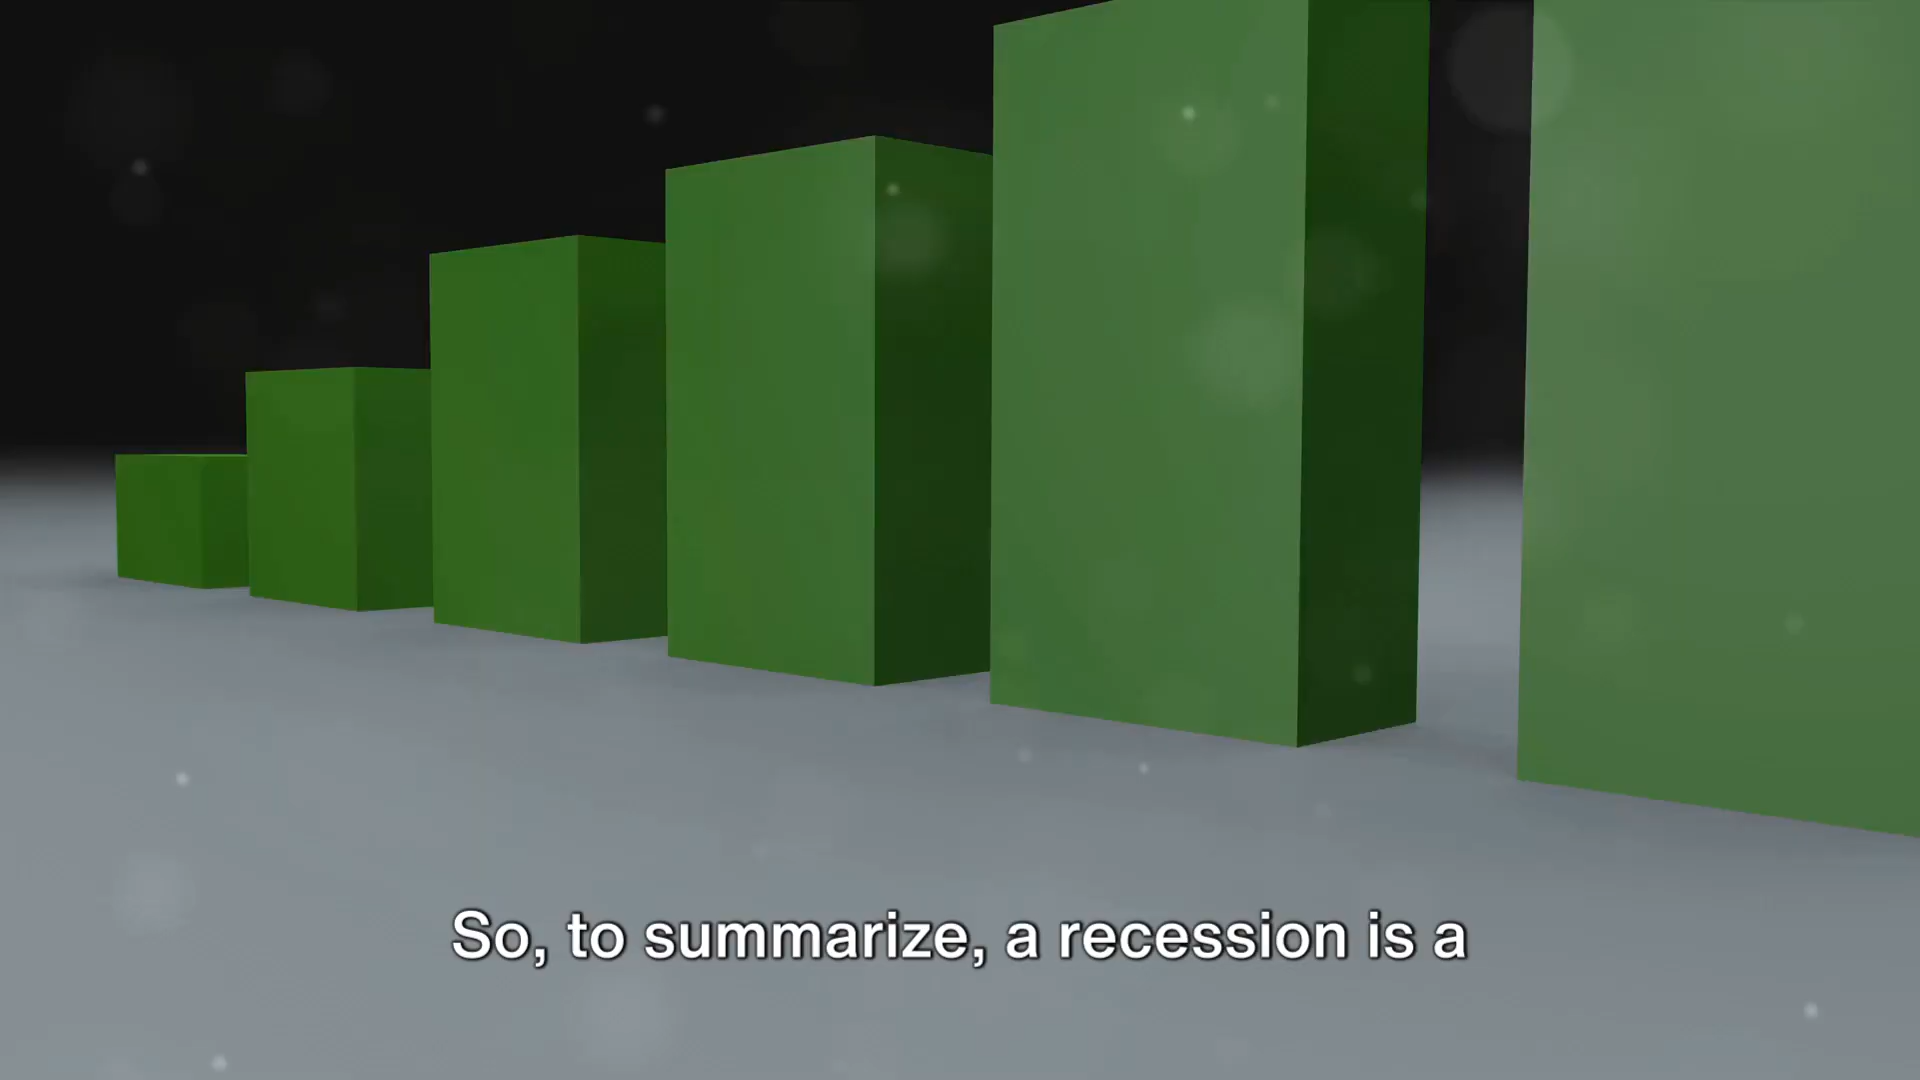 So, to summarize, a recession is a